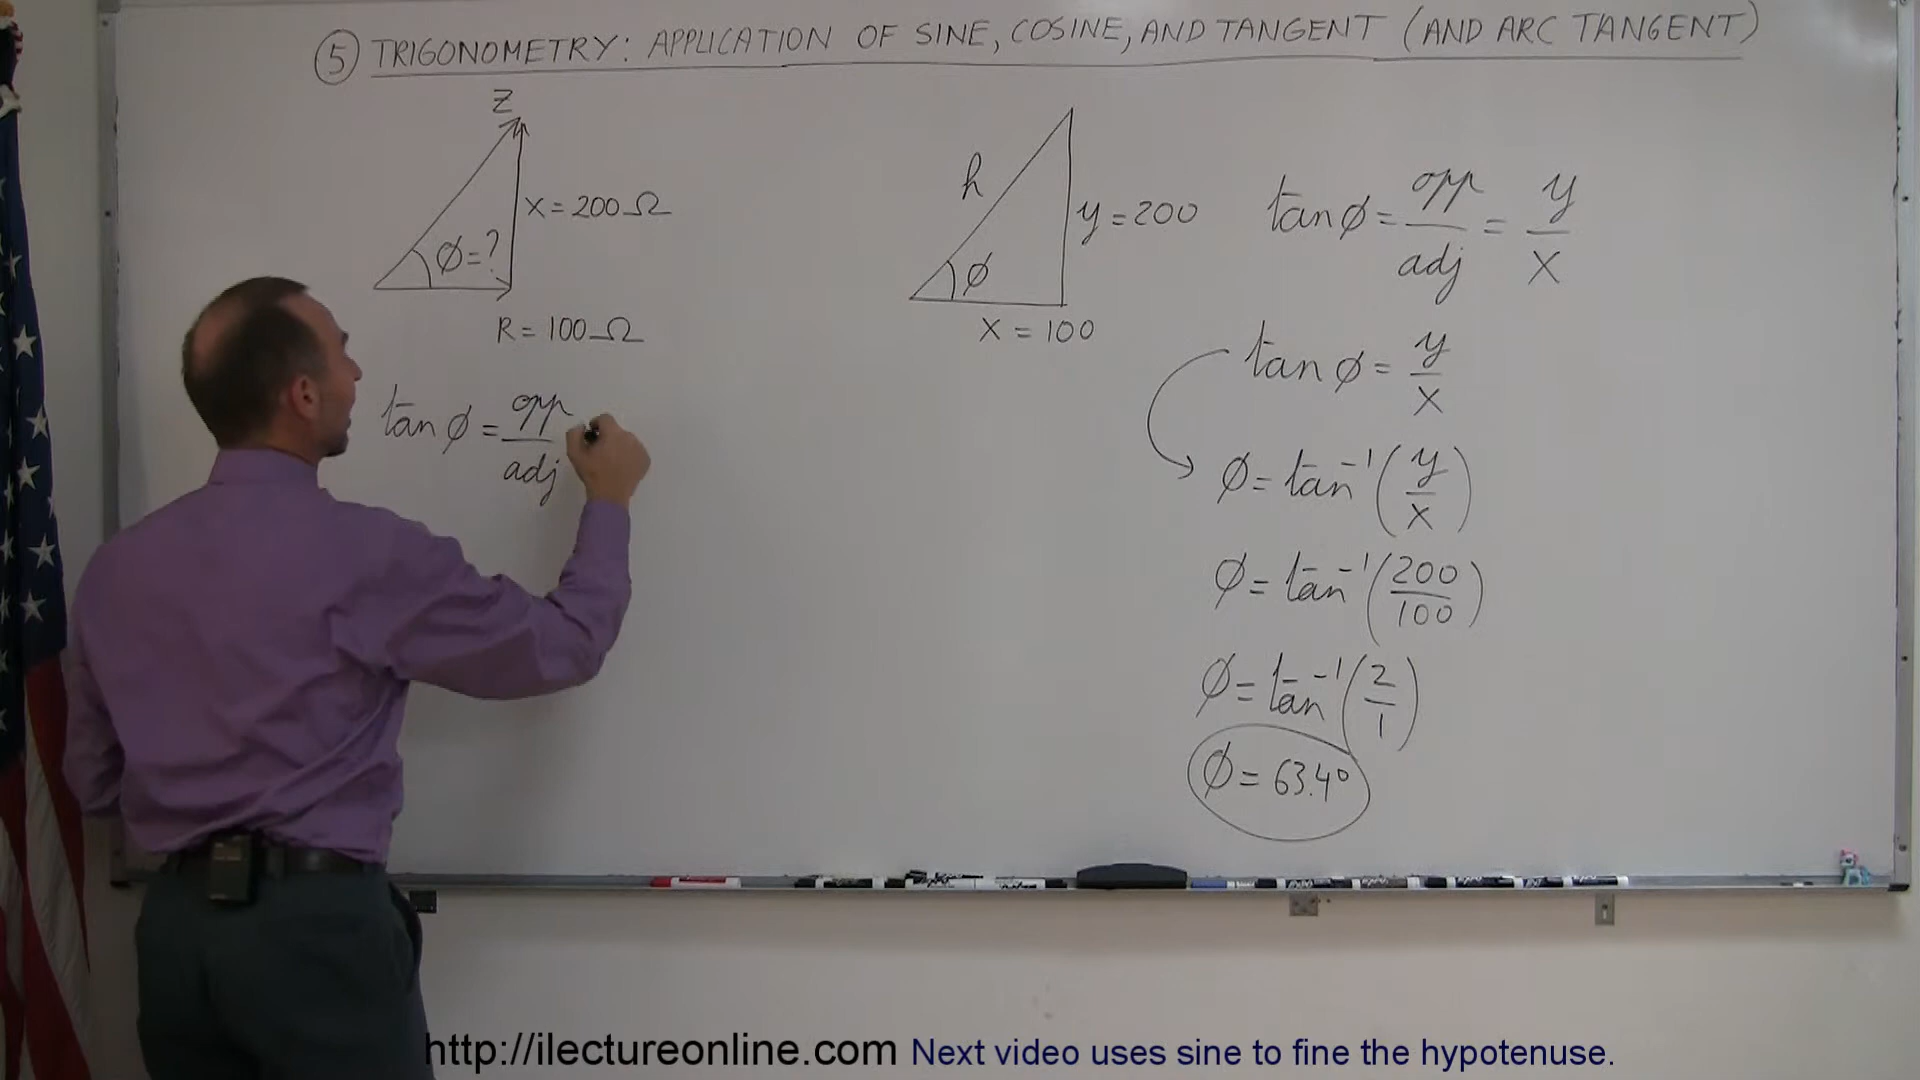 ⑤ TRIGONOMETRY: APPLICATION OF SINE, COSINE, AND TANGENT (AND ARC TANGENT)
Z
X = 200 Ω
φ = ?
R = 100 Ω
tan φ = opp/adj
h
y = 200
φ
x = 100
tan φ = opp/adj = y/x
tan φ = y/x
φ = tan⁻¹(y/x)
φ = tan⁻¹(200/100)
φ = tan⁻¹(2/1)
φ = 63.4°
http://ilectureonline.com Next video uses sine to fine the hypotenuse.